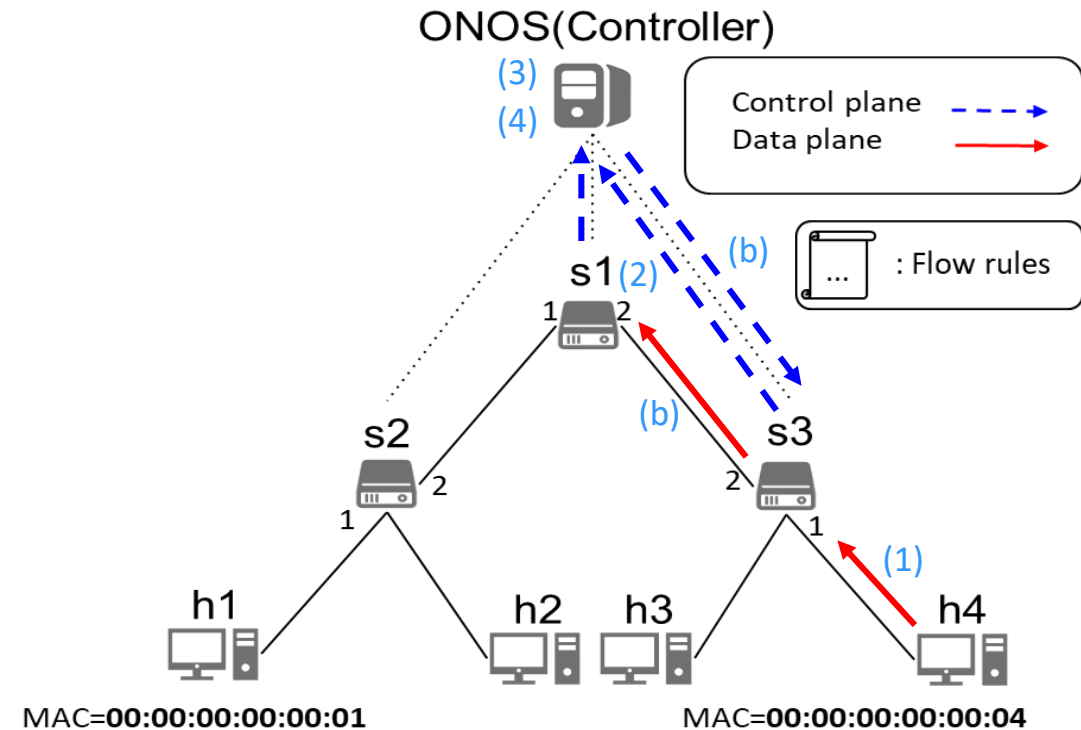 ONOS(Controller)
(3)
(4)
Control plane
Data plane
(b)
...
: Flow rules
s1
(2)
1
2
(b)
s2
s3
2
2
1
1
(1)
h1
h2
h3
h4
MAC=00:00:00:00:00:01
MAC=00:00:00:00:00:04